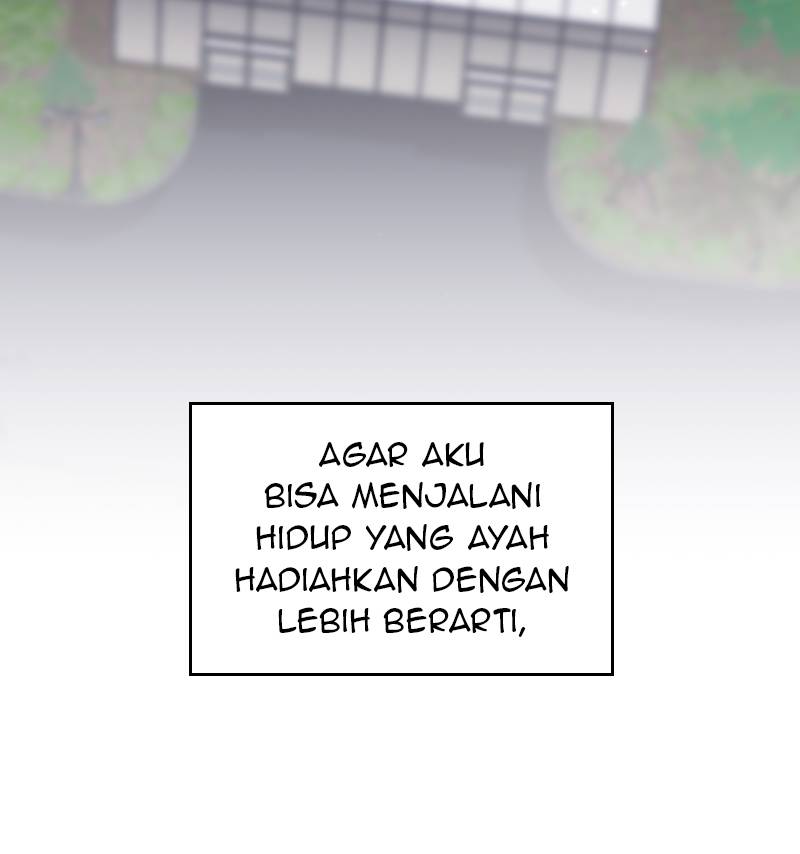 AGAR AKU
BISA MENJALANI
HIDUP YANG AYAH
HADIAHKAN DENGAN
LEBIH BERARTI,